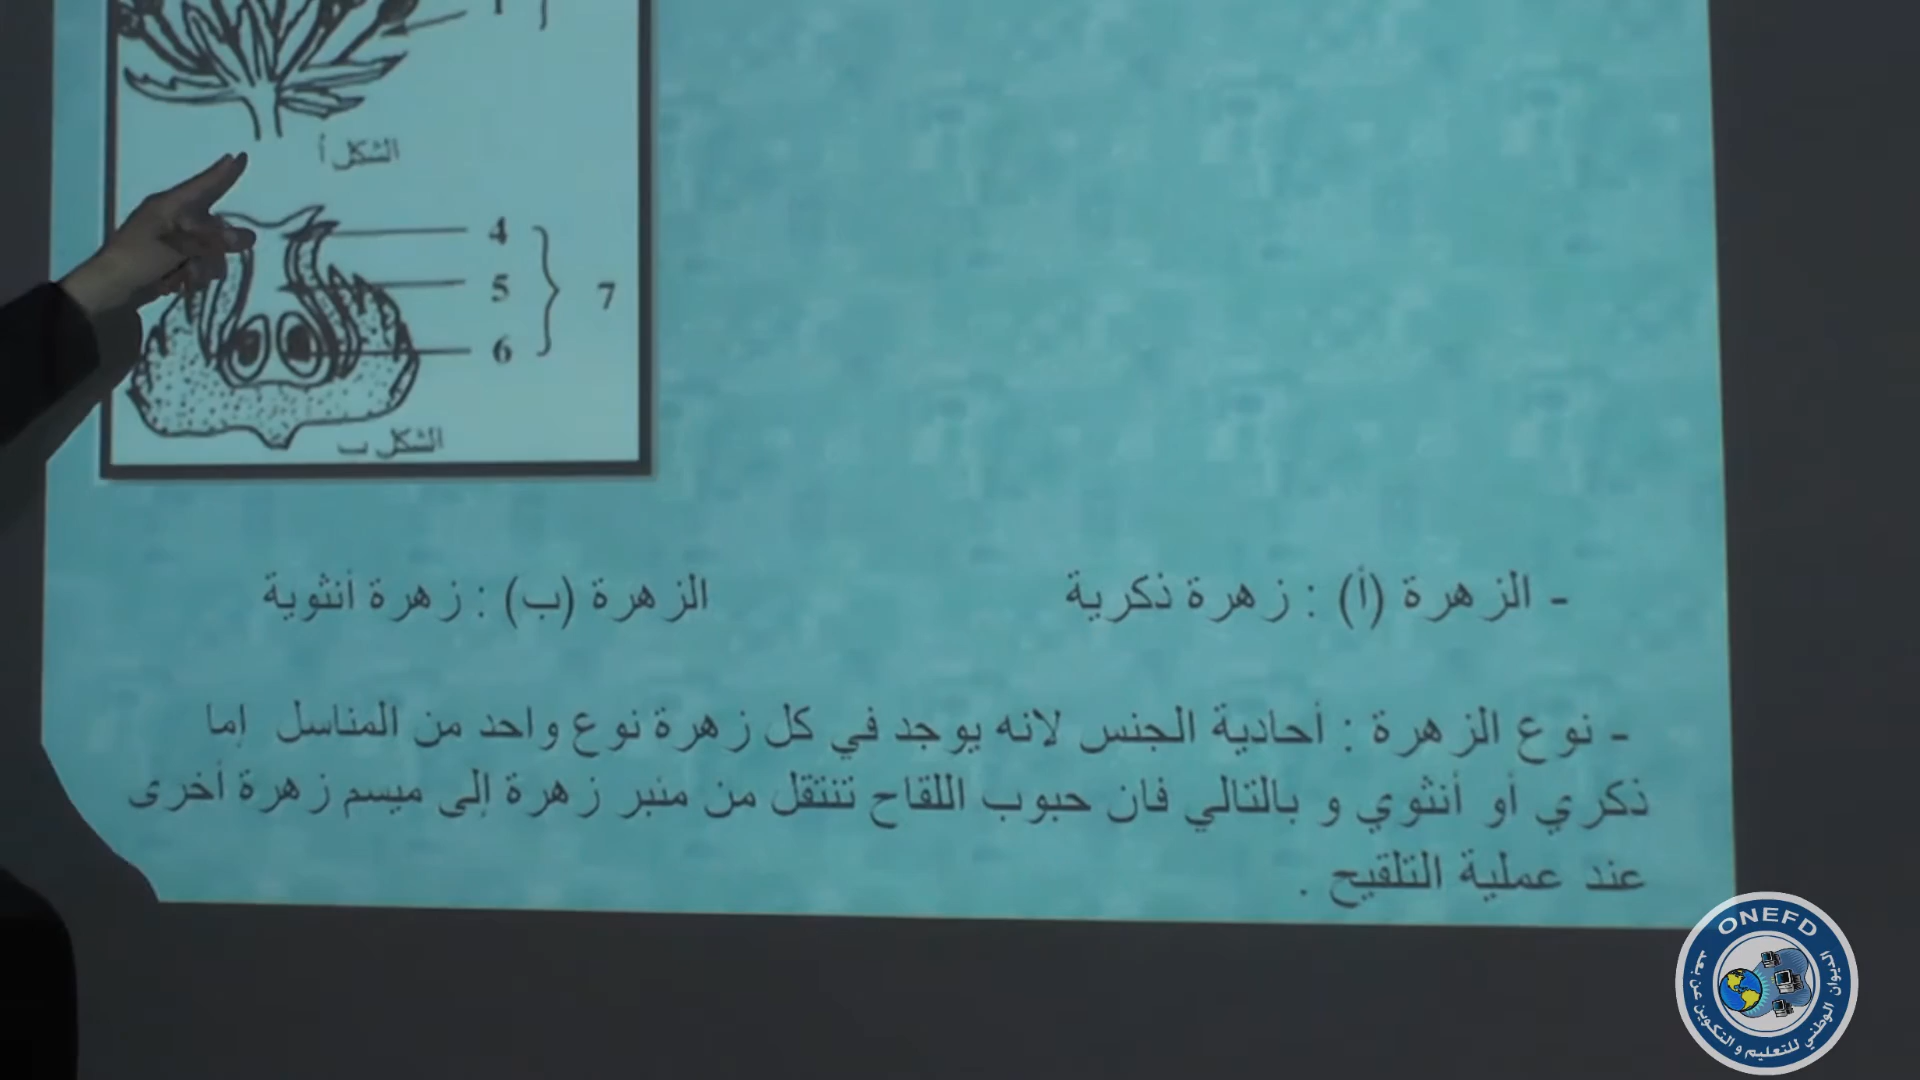 1
الشكل أ
4
5
7
6
الشكل ب
- الزهرة (أ) : زهرة ذكرية
الزهرة (ب) : زهرة أنثوية
- نوع الزهرة : أحادية الجنس لانه يوجد في كل زهرة نوع واحد من المناسل إما
ذكري أو أنثوي و بالتالي فان حبوب اللقاح تنتقل من منبر زهرة إلى ميسم زهرة أخرى
عند عملية التلقيح .
ONEFD
الديوان الوطني للتعليم و التكوين عن بعد